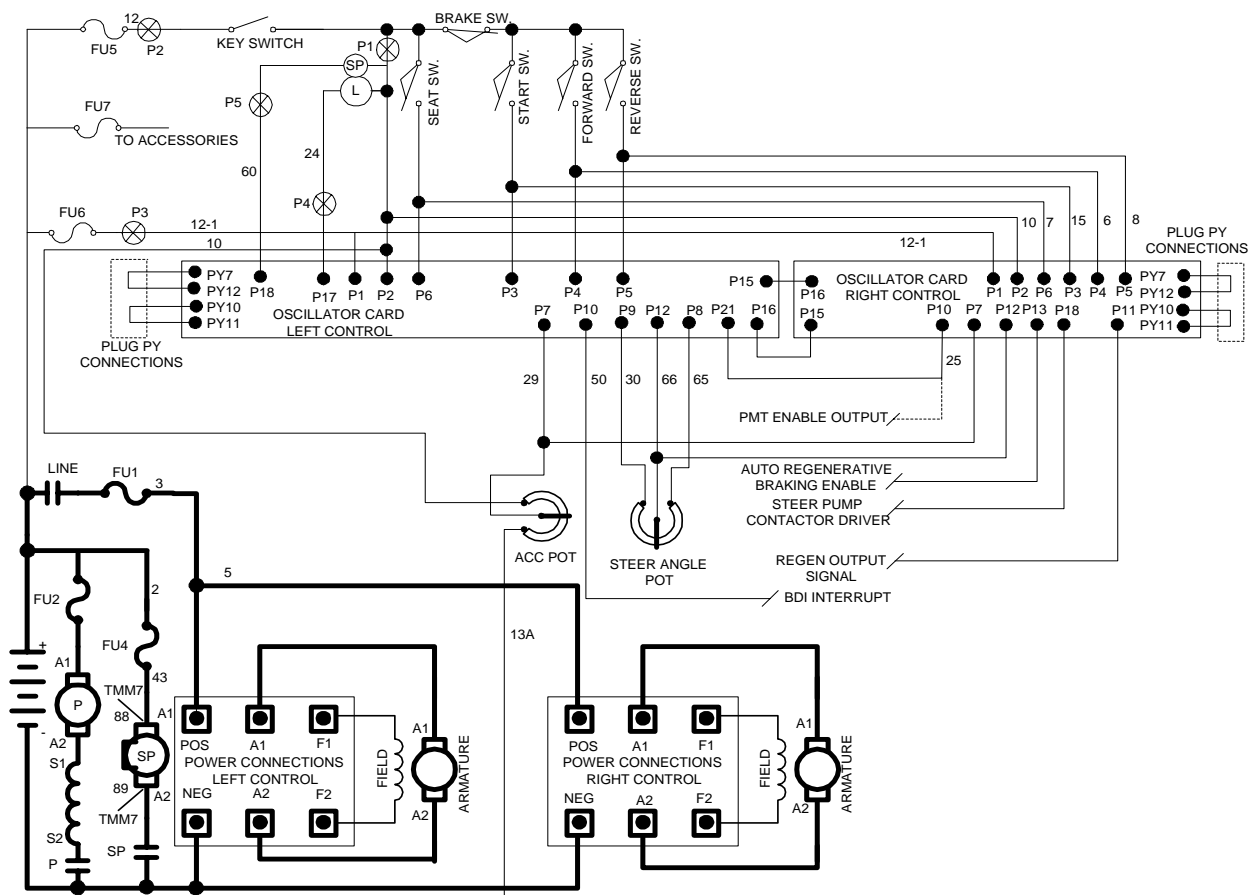 12
BRAKE SW.
FU5
P2
KEY SWITCH
P1
SP
L
SEAT SW.
START SW.
FORWARD SW.
REVERSE SW.
P5
FU7
TO ACCESSORIES
24
60
P4
FU6
P3
12-1
10
10
7
15
6
8
12-1
PLUG PY
CONNECTIONS
PY7
PY12
PY10
PY11
P18
P17
P1
P2
P6
P3
P4
P5
OSCILLATOR CARD
LEFT CONTROL
P7
P10
P9
P12
P8
P21
P16
P15
P16
P15
OSCILLATOR CARD
RIGHT CONTROL
P1
P2
P6
P3
P4
P5
P10
P7
P12
P13
P18
P11
PY7
PY12
PY10
PY11
PLUG PY
CONNECTIONS
29
50
30
66
65
25
PMT ENABLE OUTPUT
AUTO REGENERATIVE
BRAKING ENABLE
STEER PUMP
CONTACTOR DRIVER
REGEN OUTPUT
SIGNAL
BDI INTERRUPT
ACC POT
STEER ANGLE
POT
LINE
FU1
3
5
13A
FU2
2
FU4
43
+
-
A1
P
A2
S1
S2
P
TMM7
88
A1
SP
89
A2
TMM7
SP
POS
A1
F1
POWER CONNECTIONS
LEFT CONTROL
NEG
A2
F2
FIELD
A1
A2
ARMATURE
POS
A1
F1
POWER CONNECTIONS
RIGHT CONTROL
NEG
A2
F2
FIELD
A1
A2
ARMATURE